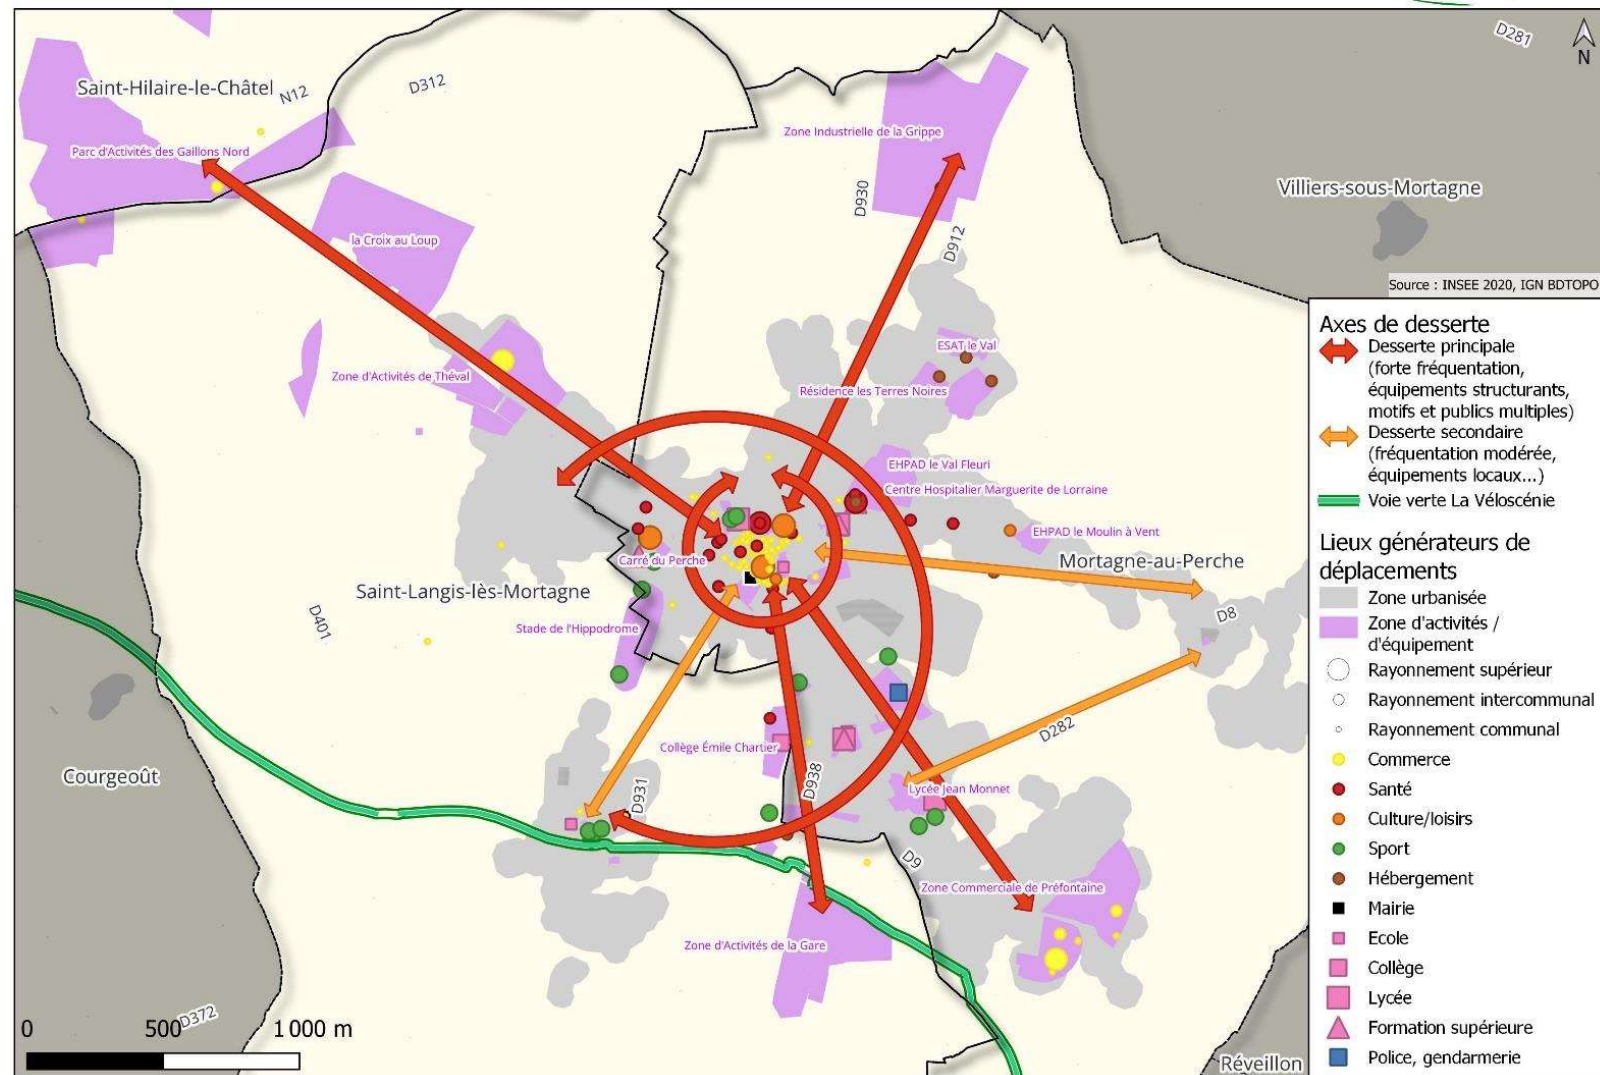 D281
N
Saint-Hilaire-le-Châtel
N12
D312
Zone Industrielle de la Grippe
Parc d'Activités des Gaillons Nord
D930
Villiers-sous-Mortagne
D912
la Croix au Loup
Source : INSEE 2020, IGN BDTOPO
ESAT le Val
Zone d'Activités de Théval
Résidence les Terres Noires
EHPAD le Val Fleuri
Centre Hospitalier Marguerite de Lorraine
EHPAD le Moulin à Vent
Carré du Perche
Mortagne-au-Perche
Saint-Langis-lès-Mortagne
D8
D401
Stade de l'Hippodrome
D282
Collège Émile Chartier
Courgeoût
D931
D938
Lycée Jean Monnet
D9
Zone Commerciale de Préfontaine
Zone d'Activités de la Gare
D372
0 500 1 000 m
Réveillon
Axes de desserte
Desserte principale
(forte fréquentation,
équipements structurants,
motifs et publics multiples)
Desserte secondaire
(fréquentation modérée,
équipements locaux...)
Voie verte La Véloscénie
Lieux générateurs de
déplacements
Zone urbanisée
Zone d'activités /
d'équipement
Rayonnement supérieur
Rayonnement intercommunal
Rayonnement communal
Commerce
Santé
Culture/loisirs
Sport
Hébergement
Mairie
Ecole
Collège
Lycée
Formation supérieure
Police, gendarmerie